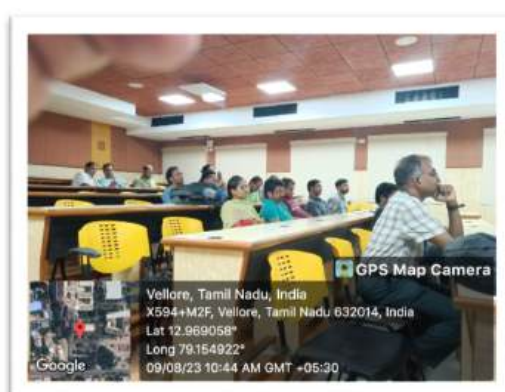 GPS Map Camera
Vellore, Tamil Nadu, India
X594+M2F, Vellore, Tamil Nadu 632014, India
Lat 12.969058°
Long 79.154922°
09/08/23 10:44 AM GMT +05:30
Google